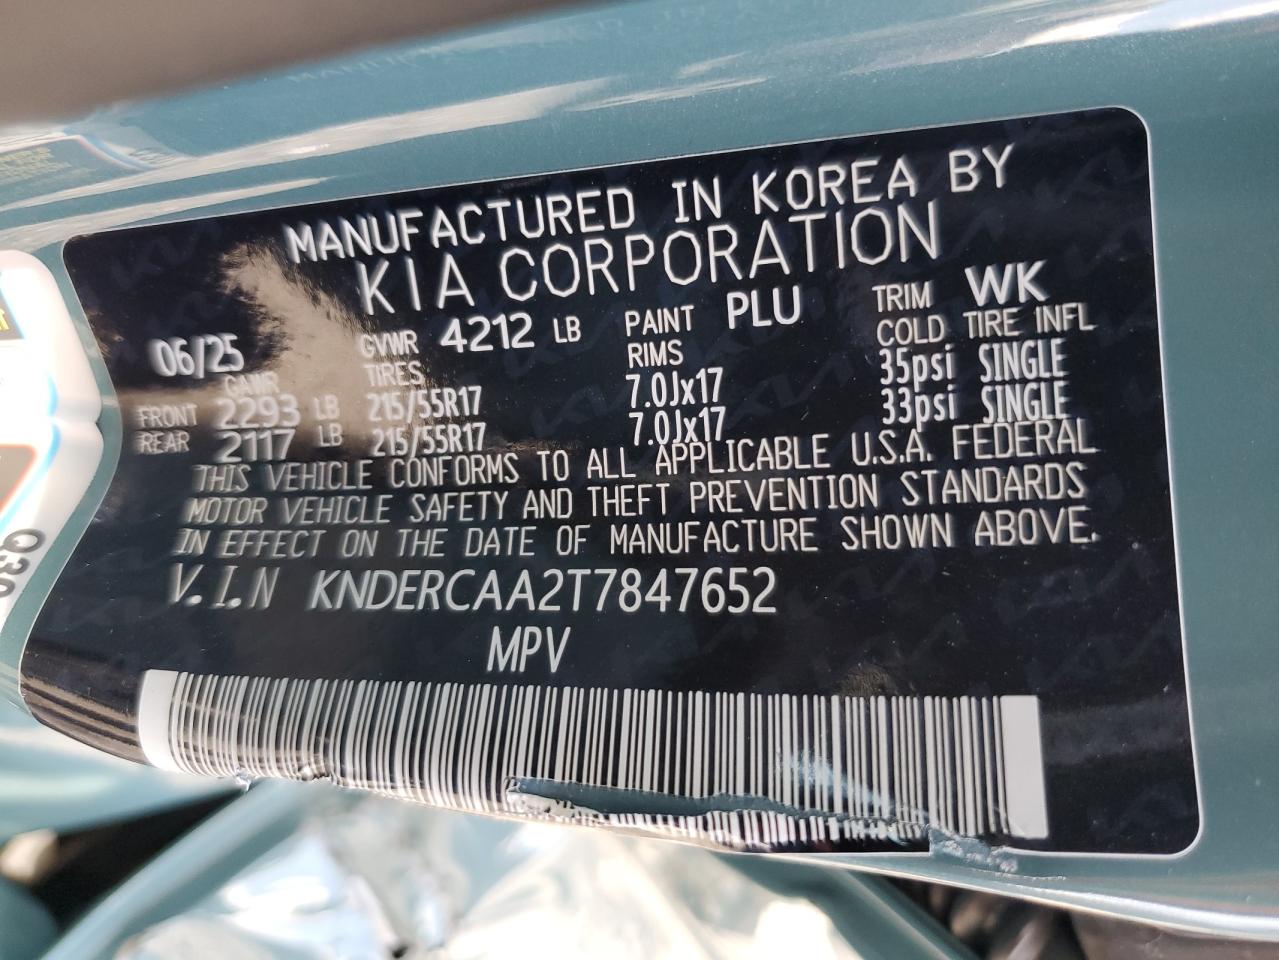 MANUFACTURED IN KOREA BY
KIA CORPORATION
06/25 GVWR 4212 LB PAINT PLU TRIM WK
GAWR TIRES RIMS COLD TIRE INFL
FRONT 2293 LB 215/55R17 7.0Jx17 35psi SINGLE
REAR 2117 LB 215/55R17 7.0Jx17 33psi SINGLE
THIS VEHICLE CONFORMS TO ALL APPLICABLE U.S.A. FEDERAL
MOTOR VEHICLE SAFETY AND THEFT PREVENTION STANDARDS
IN EFFECT ON THE DATE OF MANUFACTURE SHOWN ABOVE.
V.I.N KNDERCAA2T7847652
MPV